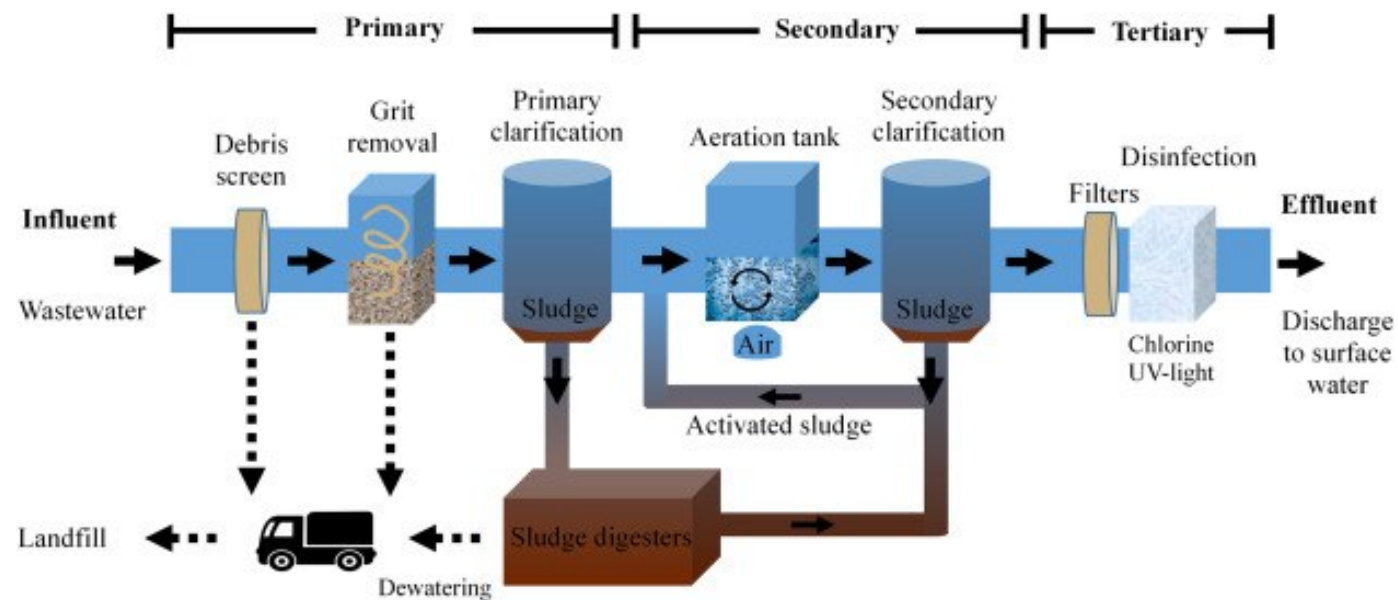 Primary
Secondary
Tertiary
Debris
screen
Grit
removal
Primary
clarification
Aeration tank
Secondary
clarification
Filters
Disinfection
Influent
Wastewater
Effluent
Discharge
to surface
water
Sludge
Air
Sludge
Chlorine
UV-light
Activated sludge
Sludge digesters
Landfill
Dewatering